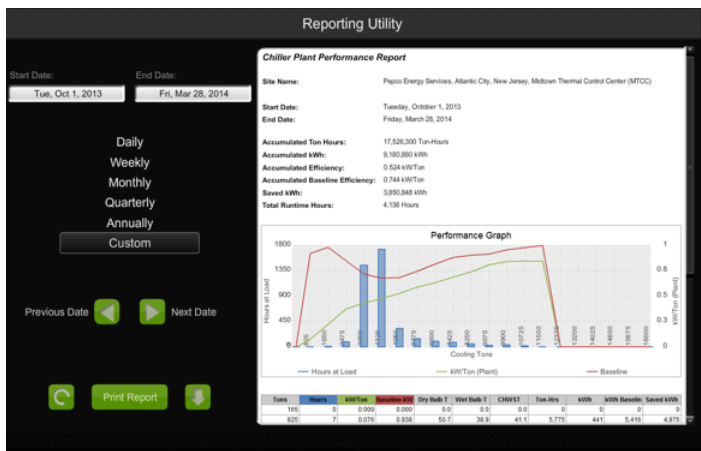 Reporting Utility
Start Date:
End Date:
Tue, Oct 1, 2013
Fri, Mar 28, 2014
Daily
Weekly
Monthly
Quarterly
Annually
Custom
Previous Date
Next Date
Print Report
Chiller Plant Performance Report
Site Name: Pepco Energy Services, Atlantic City, New Jersey, Midtown Thermal Control Center (MTCC)
Start Date: Tuesday, October 1, 2013
End Date: Friday, March 28, 2014
Accumulated Ton Hours: 17,526,300 Ton-Hours
Accumulated kWh: 9,180,880 kWh
Accumulated Efficiency: 0.524 kW/Ton
Accumulated Baseline Efficiency: 0.744 kW/Ton
Saved kWh: 3,850,848 kWh
Total Runtime Hours: 4,136 Hours
Performance Graph
Hours at Load
1800
1350
900
450
0
1
0.8
0.5
0.3
0
kW/Ton (Plant)
10725
11550
13200
14025
14850
15675
Cooling Tons
Hours at Load
kW/Ton (Plant)
Baseline
Tons Hours kW/Ton Baseline kW Dry Bulb T Wet Bulb T CHWST Ton-Hrs kWh kWh Baselin Saved kWh
165 0 0.000 0.000 0.0 0.0 0.0 0 0 0 0
825 7 0.076 0.938 50.7 38.9 41.1 5,775 441 5,416 4,975